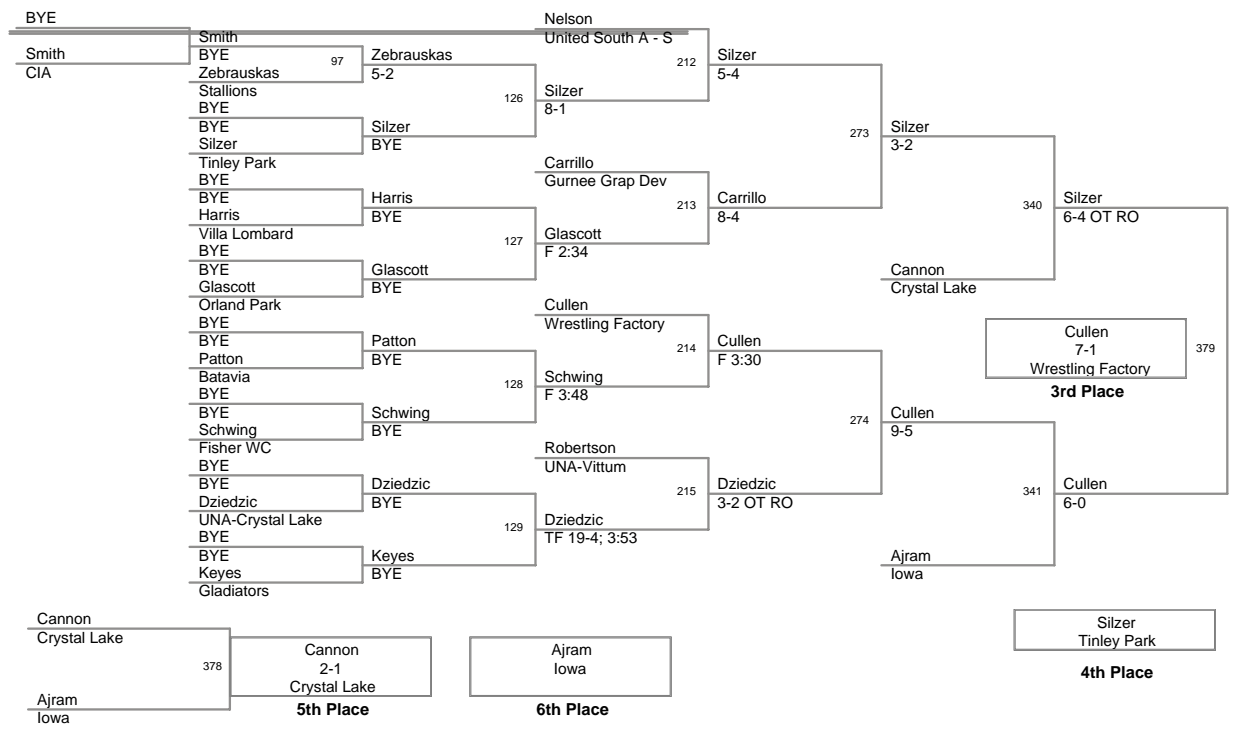 BYE
Smith
CIA
Smith
BYE
Zebrauskas
Stallions
BYE
BYE
Silzer
Tinley Park
BYE
BYE
Harris
Villa Lombard
BYE
BYE
Glascott
Orland Park
BYE
BYE
Patton
Batavia
BYE
BYE
Schwing
Fisher WC
BYE
BYE
Dziedzic
UNA-Crystal Lake
BYE
BYE
Keyes
Gladiators
97
Zebrauskas
5-2
Silzer
BYE
Harris
BYE
Glascott
BYE
Patton
BYE
Schwing
BYE
Dziedzic
BYE
Keyes
BYE
126
127
128
129
Nelson
United South A - S
Silzer
8-1
Carrillo
Gurnee Grap Dev
Glascott
F 2:34
Cullen
Wrestling Factory
Schwing
F 3:48
Robertson
UNA-Vittum
Dziedzic
TF 19-4; 3:53
212
213
214
215
Silzer
5-4
Carrillo
8-4
Cullen
F 3:30
Dziedzic
3-2 OT RO
273
274
Silzer
3-2
Cannon
Crystal Lake
Cullen
9-5
Ajram
Iowa
340
341
Silzer
6-4 OT RO
Cullen
6-0
379
Cullen
7-1
Wrestling Factory
3rd Place
Silzer
Tinley Park
4th Place
Cannon
Crystal Lake
Ajram
Iowa
378
Cannon
2-1
Crystal Lake
5th Place
Ajram
Iowa
6th Place